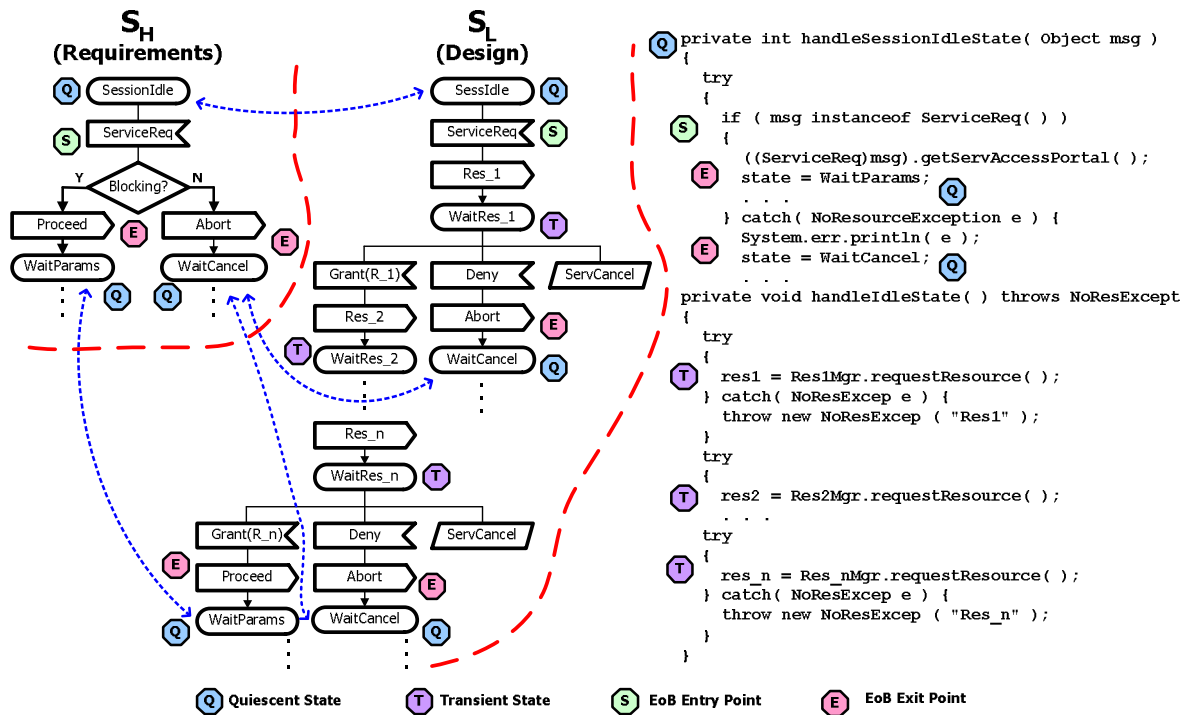 S_H
(Requirements)
Q
SessionIdle
S
ServiceReq
Y
Blocking?
N
Proceed
E
Abort
E
WaitParams
WaitCancel
Q
Q
S_L
(Design)
SessIdle
Q
ServiceReq
S
Res_1
WaitRes_1
T
Grant(R_1)
Deny
ServCancel
Res_2
Abort
E
T
WaitRes_2
WaitCancel
Q
Res_n
WaitRes_n
T
Grant(R_n)
Deny
ServCancel
E
Proceed
Abort
E
WaitParams
WaitCancel
Q
Q
Q private int handleSessionIdleState( Object msg )
{
try
{
S if ( msg instanceof ServiceReq( ) )
{
((ServiceReq)msg).getServAccessPortal( );
E state = WaitParams; Q
. . .
} catch( NoResourceException e ) {
System.err.println( e );
E state = WaitCancel; Q
. . .
private void handleIdleState( ) throws NoResExcept
{
try
{
T res1 = Res1Mgr.requestResource( );
} catch( NoResExcep e ) {
throw new NoResExcep ( "Res1" );
}
try
{
T res2 = Res2Mgr.requestResource( );
. . .
try
{
T res_n = Res_nMgr.requestResource( );
} catch( NoResExcep e ) {
throw new NoResExcep ( "Res_n" );
}
}
Q Quiescent State
T Transient State
S EoB Entry Point
E EoB Exit Point